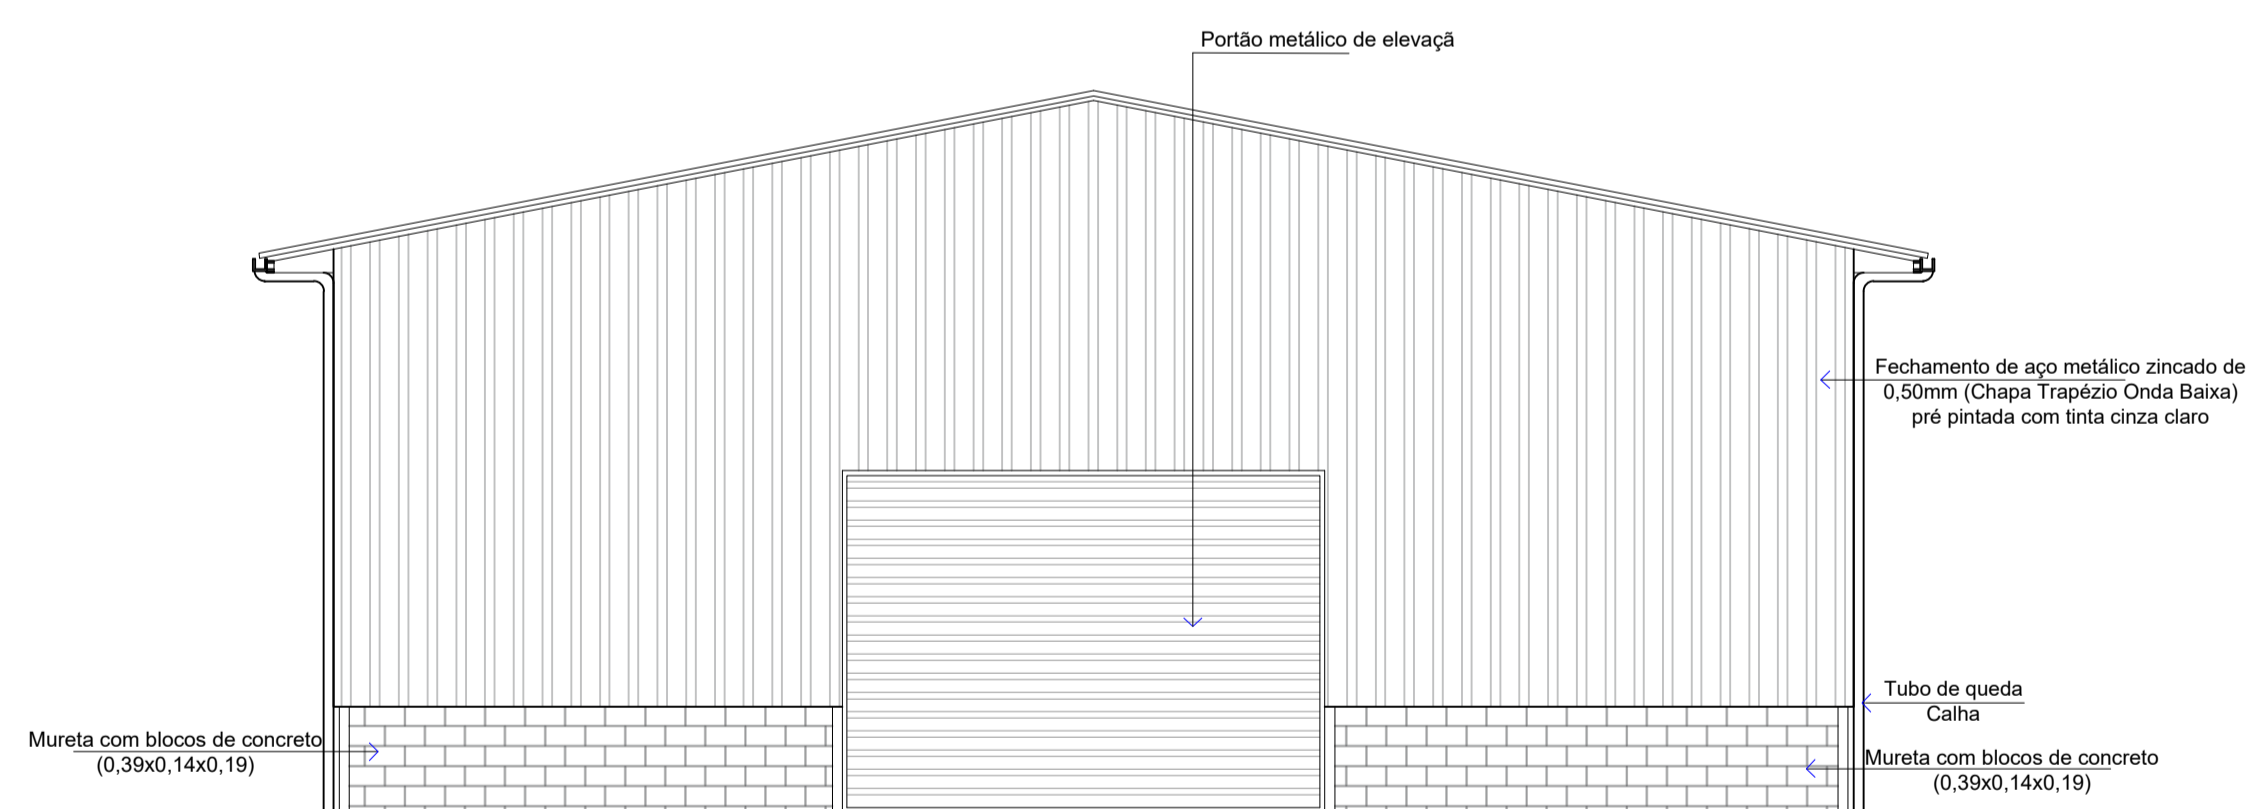 Portão metálico de elevaçã
Fechamento de aço metálico zincado de
0,50mm (Chapa Trapézio Onda Baixa)
pré pintada com tinta cinza claro
Tubo de queda
Calha
Mureta com blocos de concreto
(0,39x0,14x0,19)
Mureta com blocos de concreto
(0,39x0,14x0,19)